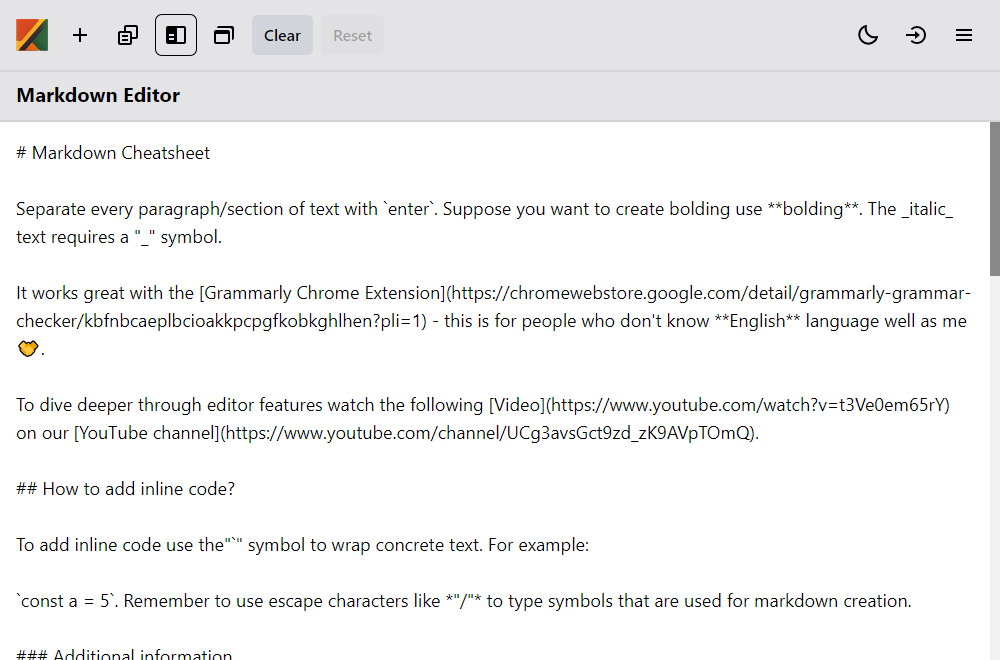 Clear
Reset
Markdown Editor
# Markdown Cheatsheet
Separate every paragraph/section of text with `enter`. Suppose you want to create bolding use **bolding**. The _italic_
text requires a "_" symbol.
It works great with the [Grammarly Chrome Extension](https://chromewebstore.google.com/detail/grammarly-grammar-
checker/kbfnbcaeplbcioakkpcpgfkobkghlhen?pli=1) - this is for people who don't know **English** language well as me
💛.
To dive deeper through editor features watch the following [Video](https://www.youtube.com/watch?v=t3Ve0em65rY)
on our [YouTube channel](https://www.youtube.com/channel/UCg3avsGct9zd_zK9AVpTOmQ).
## How to add inline code?
To add inline code use the"`" symbol to wrap concrete text. For example:
`const a = 5`. Remember to use escape characters like *"/"* to type symbols that are used for markdown creation.
### Additional information